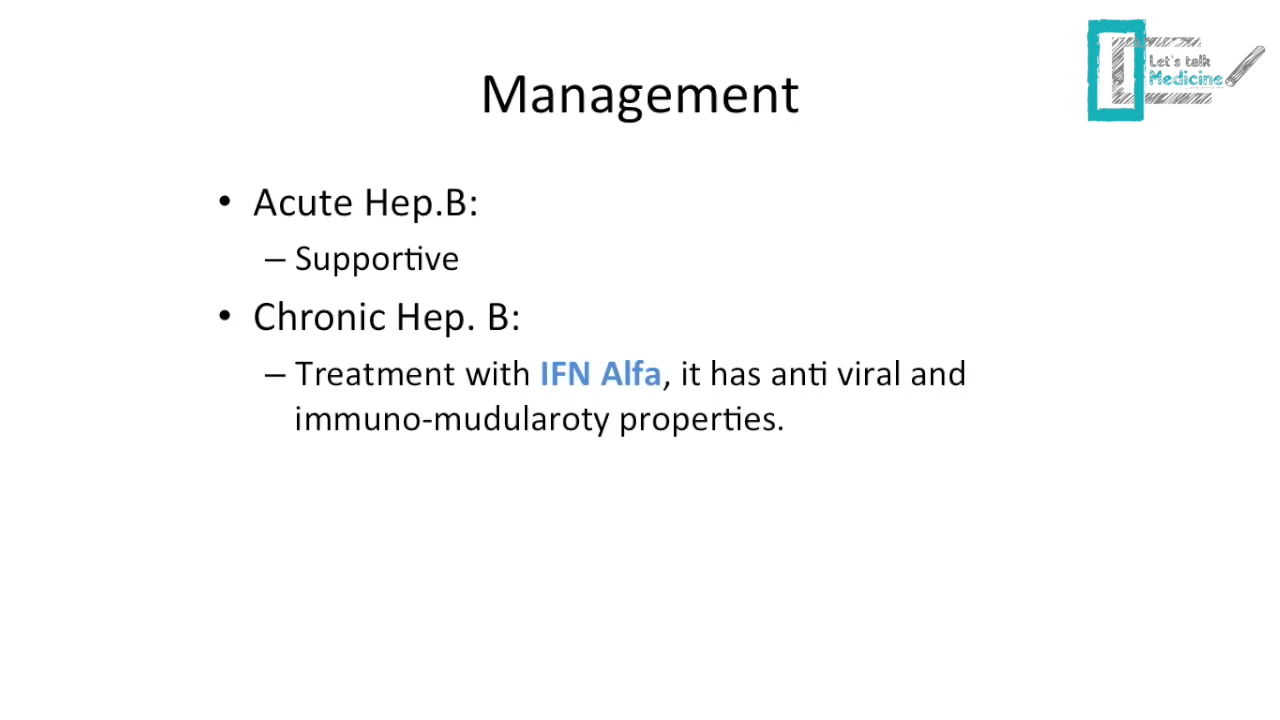 Let's talk
Medicine
Management
• Acute Hep.B:
– Supportive
• Chronic Hep. B:
– Treatment with IFN Alfa, it has anti viral and
immuno-mudularoty properties.